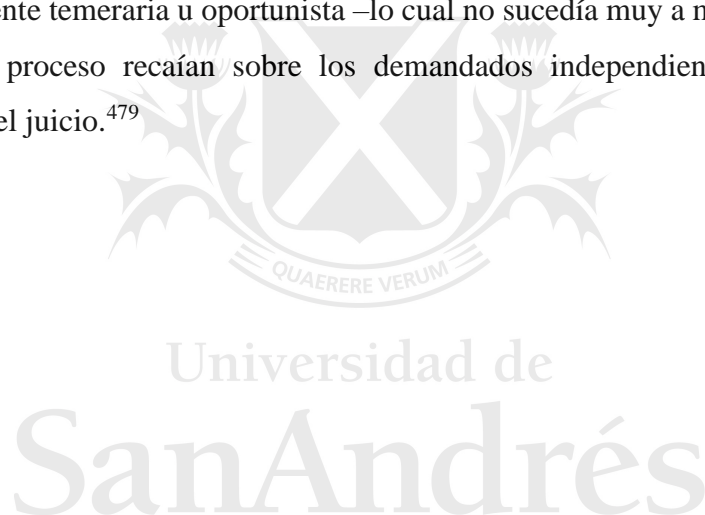 ente temeraria u oportunista –lo cual no sucedía muy a m
proceso recaían sobre los demandados independien
el juicio.479
QUAERERE VERUM
Universidad de
SanAndrés